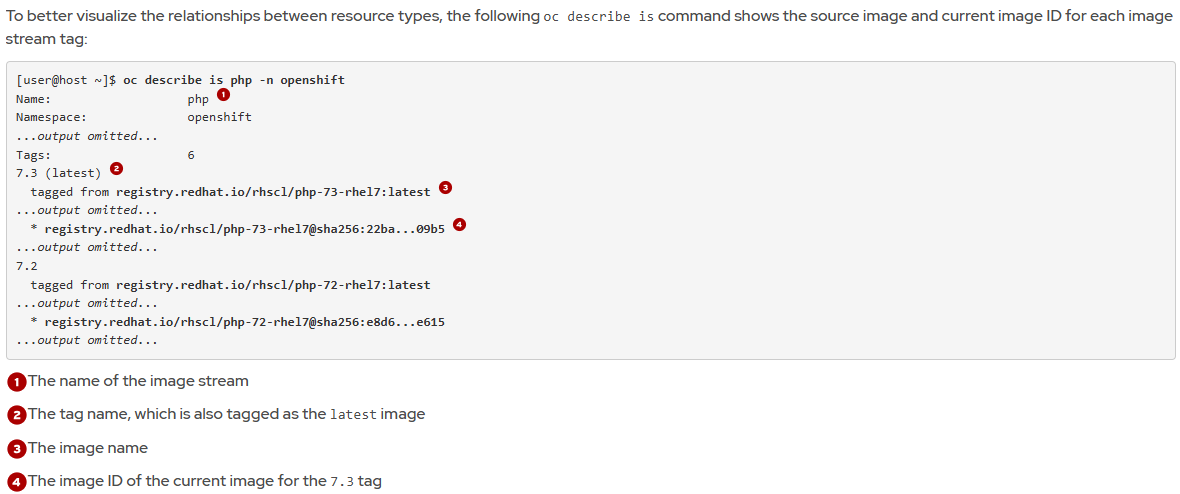 To better visualize the relationships between resource types, the following oc describe is command shows the source image and current image ID for each image
stream tag:
[user@host ~]$ oc describe is php -n openshift
Name: php 1
Namespace: openshift
...output omitted...
Tags: 6
7.3 (latest) 2
tagged from registry.redhat.io/rhscl/php-73-rhel7:latest 3
...output omitted...
* registry.redhat.io/rhscl/php-73-rhel7@sha256:22ba...09b5 4
...output omitted...
7.2
tagged from registry.redhat.io/rhscl/php-72-rhel7:latest
...output omitted...
* registry.redhat.io/rhscl/php-72-rhel7@sha256:e8d6...e615
...output omitted...
1 The name of the image stream
2 The tag name, which is also tagged as the latest image
3 The image name
4 The image ID of the current image for the 7.3 tag